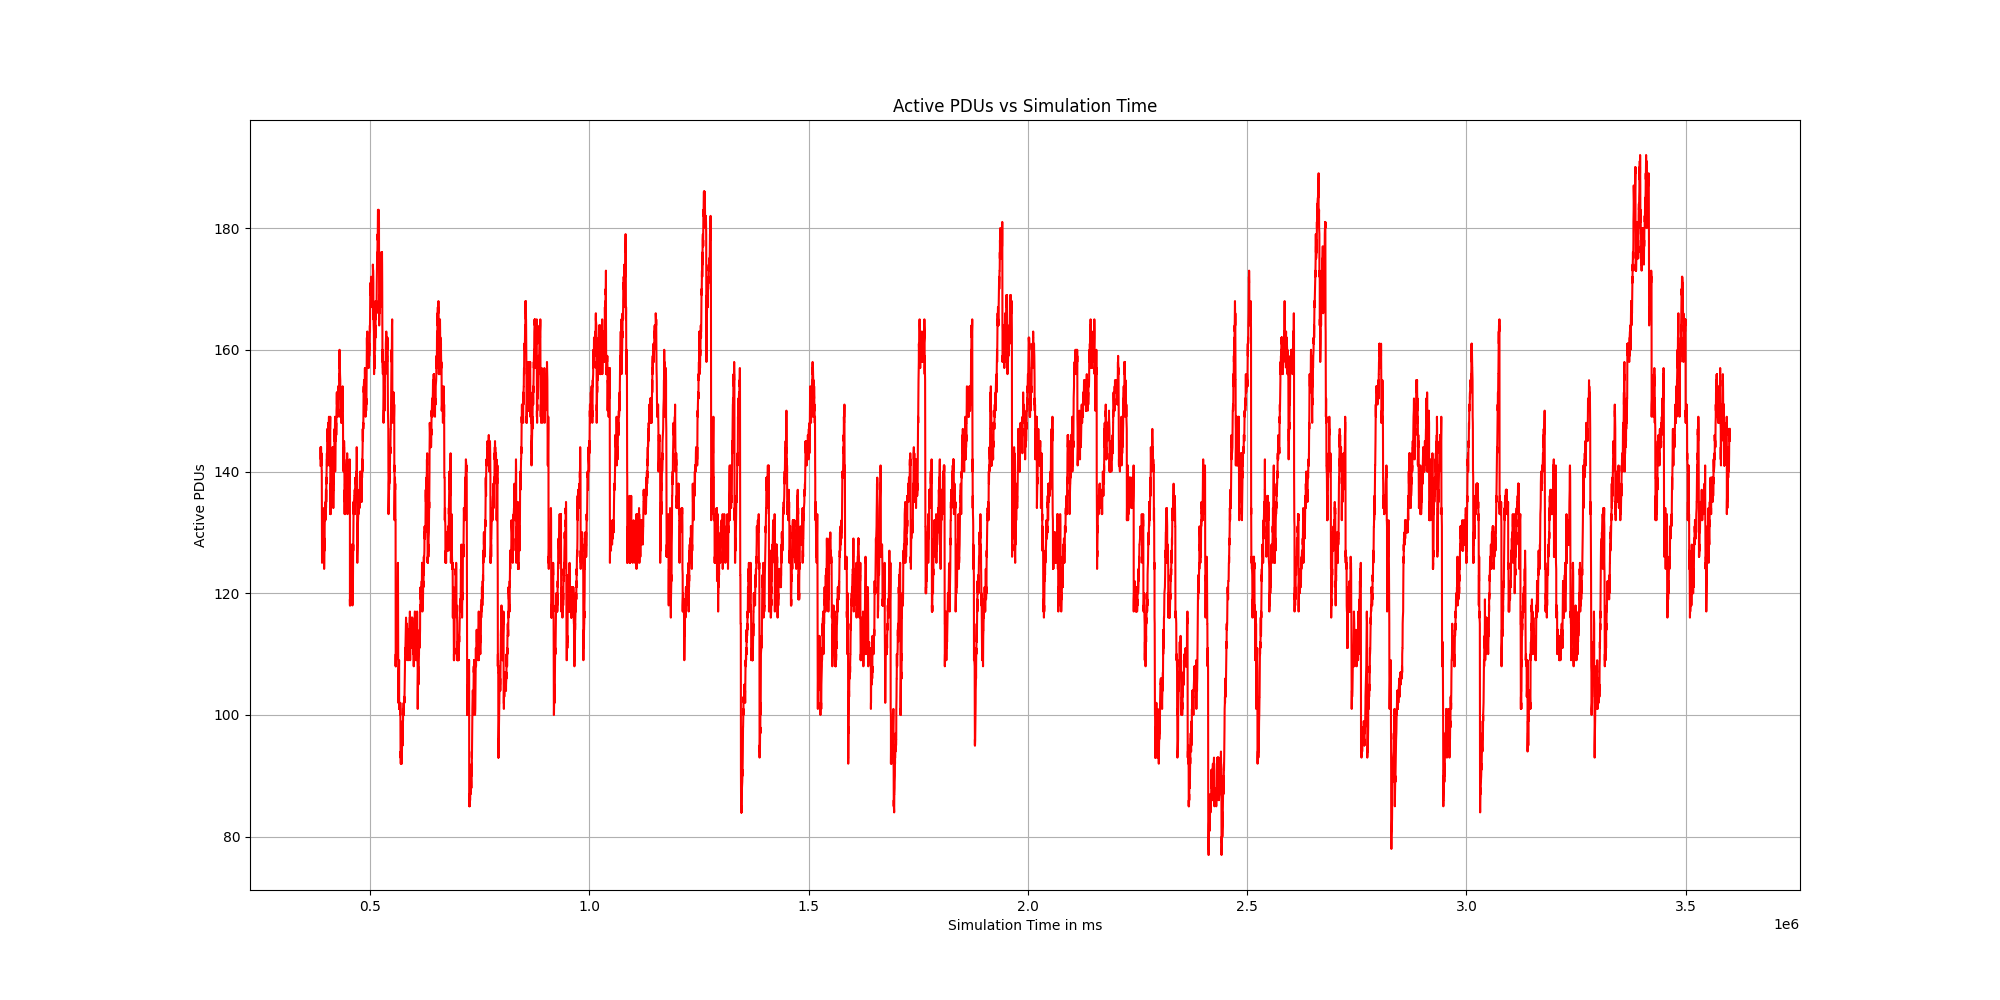 Active PDUs vs Simulation Time
Active PDUs
180
160
140
120
100
80
0.5 1.0 1.5 2.0 2.5 3.0 3.5
1e6
Simulation Time in ms